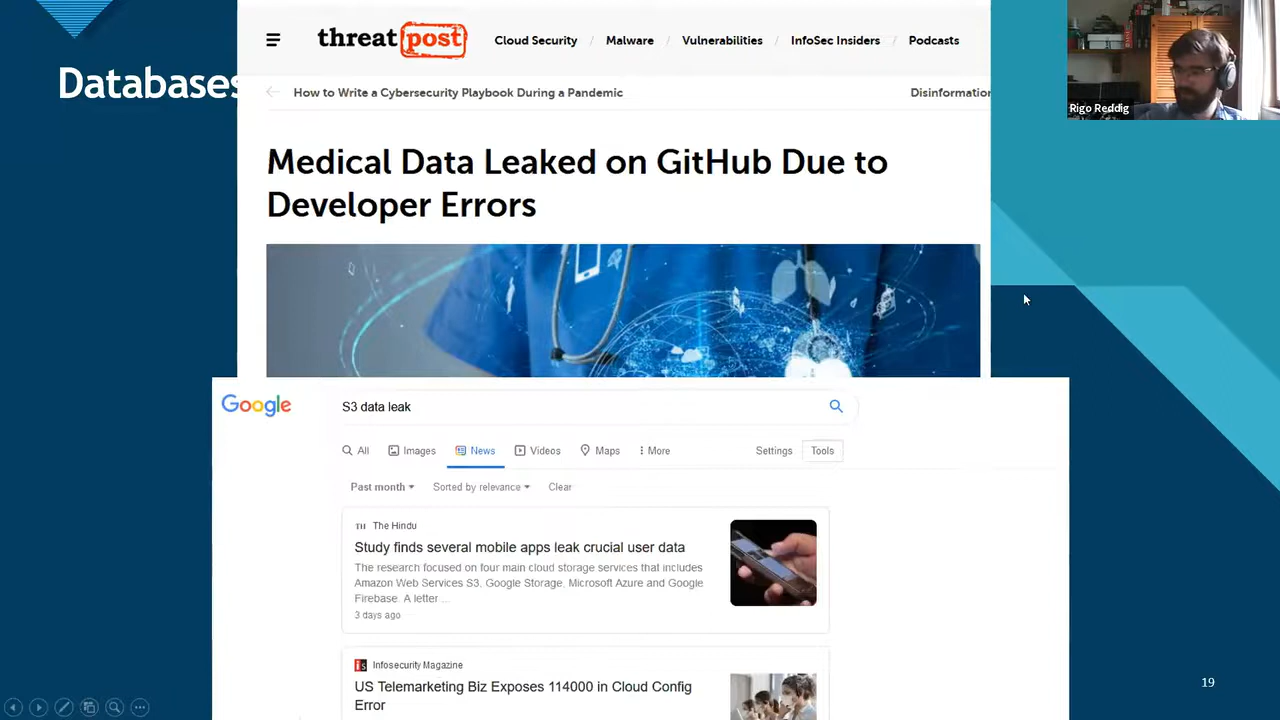 threatpost
Cloud Security / Malware / Vulnerabilities / InfoSec Insiders / Podcasts
Rigo Reddig
Databases
How to Write a Cybersecurity Playbook During a Pandemic
Disinformation
Medical Data Leaked on GitHub Due to
Developer Errors
Google
S3 data leak
All Images News Videos Maps More Settings Tools
Past month Sorted by relevance Clear
TH The Hindu
Study finds several mobile apps leak crucial user data
The research focused on four main cloud storage services that includes
Amazon Web Services S3, Google Storage, Microsoft Azure and Google
Firebase. A letter ...
3 days ago
is Infosecurity Magazine
US Telemarketing Biz Exposes 114000 in Cloud Config
Error
19